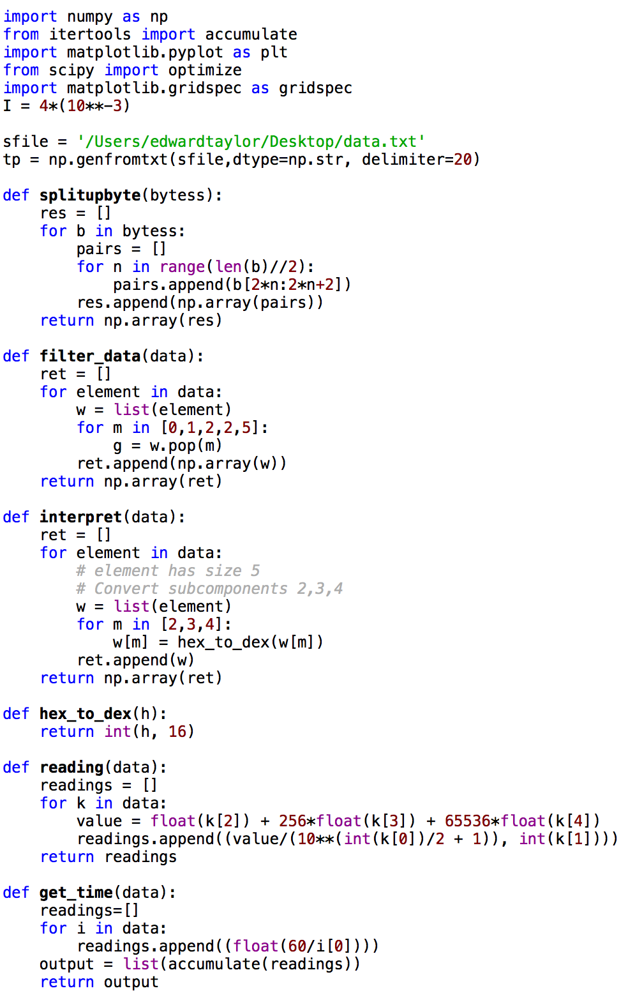 import numpy as np
from itertools import accumulate
import matplotlib.pyplot as plt
from scipy import optimize
import matplotlib.gridspec as gridspec
I = 4*(10**-3)

sfile = '/Users/edwardtaylor/Desktop/data.txt'
tp = np.genfromtxt(sfile,dtype=np.str, delimiter=20)

def splitupbyte(bytess):
    res = []
    for b in bytess:
        pairs = []
        for n in range(len(b)//2):
            pairs.append(b[2*n:2*n+2])
        res.append(np.array(pairs))
    return np.array(res)

def filter_data(data):
    ret = []
    for element in data:
        w = list(element)
        for m in [0,1,2,2,5]:
            g = w.pop(m)
        ret.append(np.array(w))
    return np.array(ret)

def interpret(data):
    ret = []
    for element in data:
        # element has size 5
        # Convert subcomponents 2,3,4
        w = list(element)
        for m in [2,3,4]:
            w[m] = hex_to_dex(w[m])
        ret.append(w)
    return np.array(ret)

def hex_to_dex(h):
    return int(h, 16)

def reading(data):
    readings = []
    for k in data:
        value = float(k[2]) + 256*float(k[3]) + 65536*float(k[4])
        readings.append((value/(10**(int(k[0])/2 + 1)), int(k[1])))
    return readings

def get_time(data):
    readings=[]
    for i in data:
        readings.append((float(60/i[0])))
    output = list(accumulate(readings))
    return output